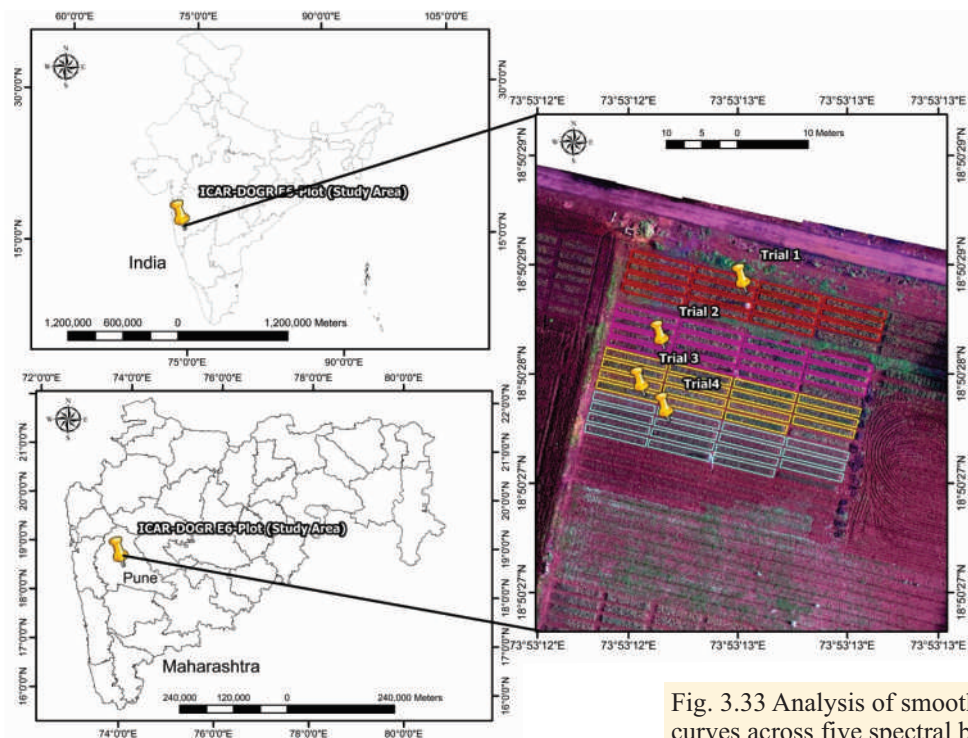 60°0'0"E 75°0'0"E 90°0'0"E 105°0'0"E
30°0'0"N
30°0'0"N
15°0'0"N
15°0'0"N
India
1,200,000 600,000 0 1,200,000 Meters
75°0'0"E 90°0'0"E
72°0'0"E 74°0'0"E 76°0'0"E 78°0'0"E 80°0'0"E
21°0'0"N
20°0'0"N
19°0'0"N
18°0'0"N
17°0'0"N
16°0'0"N
22°0'0"N
21°0'0"N
20°0'0"N
19°0'0"N
18°0'0"N
17°0'0"N
16°0'0"N
ICAR-DOGR E6-Plot (Study Area)
Pune
Maharashtra
240,000 120,000 0 240,000 Meters
74°0'0"E 76°0'0"E 78°0'0"E 80°0'0"E
73°53'12"E 73°53'12"E 73°53'13"E 73°53'13"E 73°53'13"E
10 5 0 10 Meters
18°50'29"N
18°50'29"N
18°50'28"N
18°50'27"N
18°50'27"N
18°50'29"N
18°50'29"N
18°50'28"N
18°50'27"N
18°50'27"N
Trial 1
Trial 2
Trial 3
Trial4
73°53'12"E 73°53'12"E 73°53'13"E 73°53'13"E 73°53'13"E
Fig. 3.33 Analysis of smooth
curves across five spectral